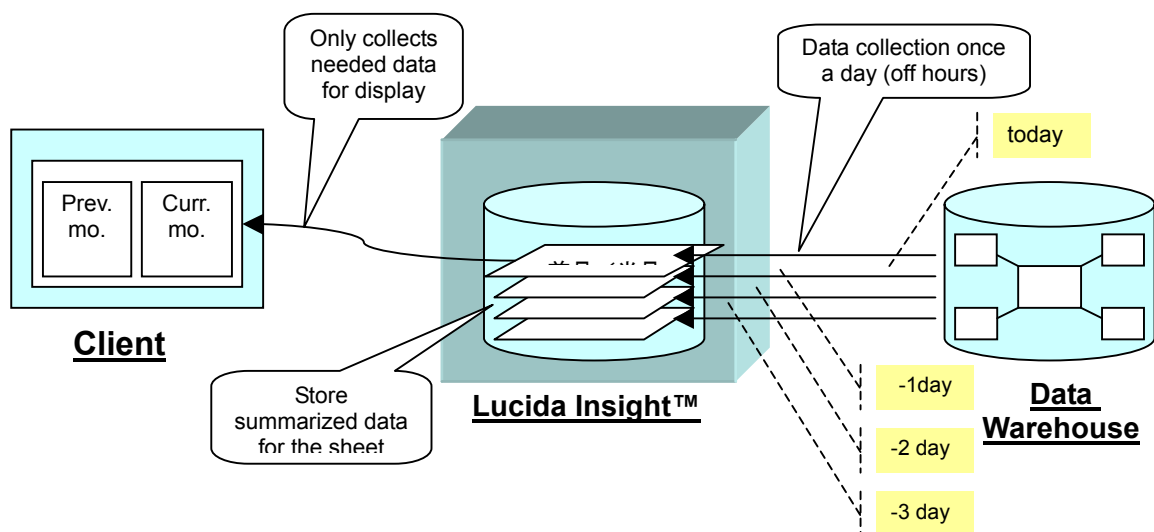 Only collects
needed data
for display
Data collection once
a day (off hours)
today
Prev.
mo.
Curr.
mo.
Client
Store
summarized data
for the sheet
Lucida Insight™
Data
Warehouse
-1day
-2 day
-3 day